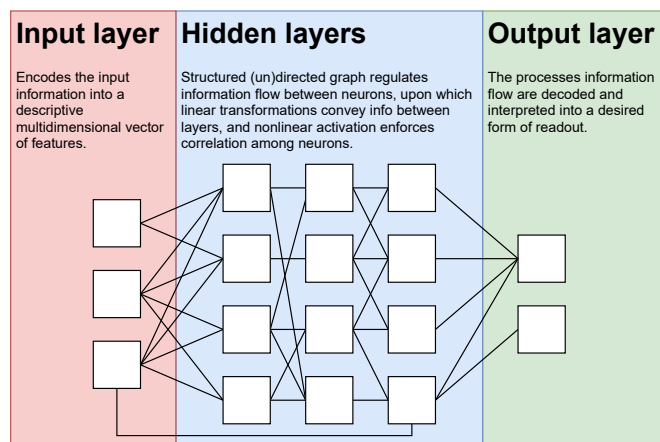 Input layer
Encodes the input
information into a
descriptive
multidimensional vector
of features.
Hidden layers
Structured (un)directed graph regulates
information flow between neurons, upon which
linear transformations convey info between
layers, and nonlinear activation enforces
correlation among neurons.
Output layer
The processes information
flow are decoded and
interpreted into a desired
form of readout.